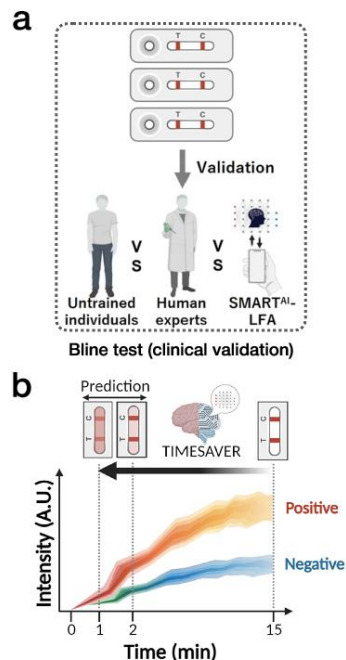 a
T C
T C
T C
Validation
V S
V S
Untrained individuals
Human experts
SMARTᴬᴵ-LFA
Bline test (clinical validation)
b
Prediction
T C
T C
TIMESAVER
T C
Positive
Negative
Intensity (A.U.)
0 1 2 15
Time (min)